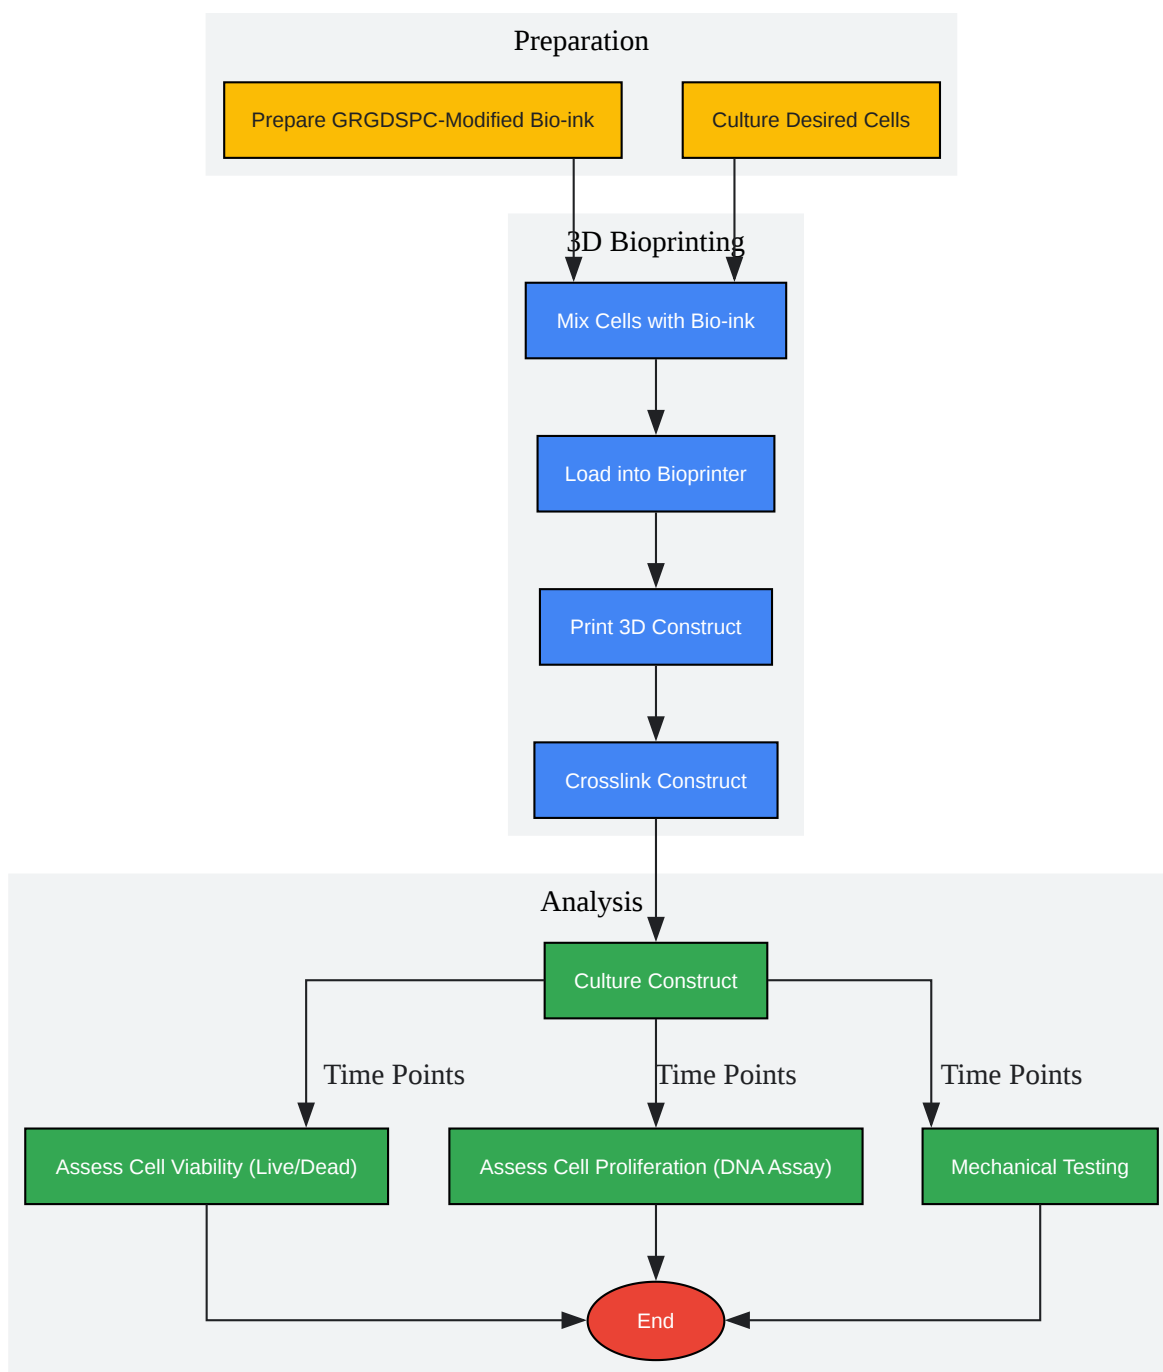 Preparation
Prepare GRGDSPC-Modified Bio-ink
Culture Desired Cells
3D Bioprinting
Mix Cells with Bio-ink
Load into Bioprinter
Print 3D Construct
Crosslink Construct
Analysis
Culture Construct
Time Points
Time Points
Time Points
Assess Cell Viability (Live/Dead)
Assess Cell Proliferation (DNA Assay)
Mechanical Testing
End